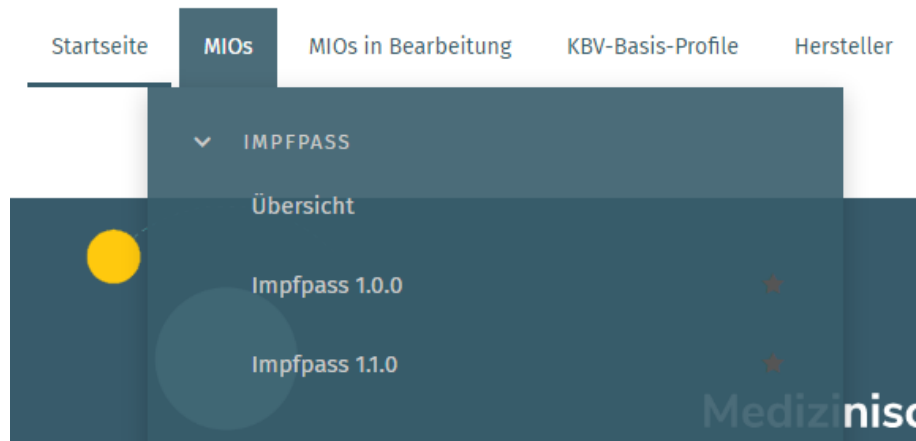 Startseite MIOs MIOs in Bearbeitung KBV-Basis-Profile Hersteller
IMPFPASS
Übersicht
Impfpass 1.0.0
Impfpass 1.1.0